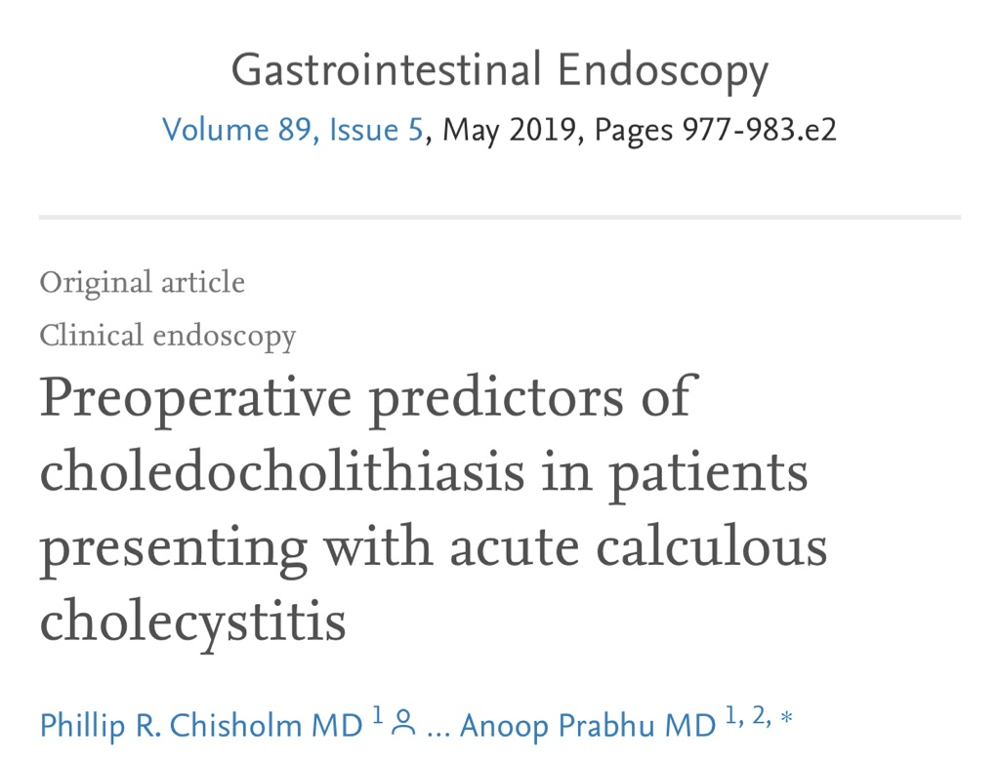 Gastrointestinal Endoscopy
Volume 89, Issue 5, May 2019, Pages 977-983.e2
Original article
Clinical endoscopy
Preoperative predictors of
choledocholithiasis in patients
presenting with acute calculous
cholecystitis
Phillip R. Chisholm MD 1 ... Anoop Prabhu MD 1, 2, *